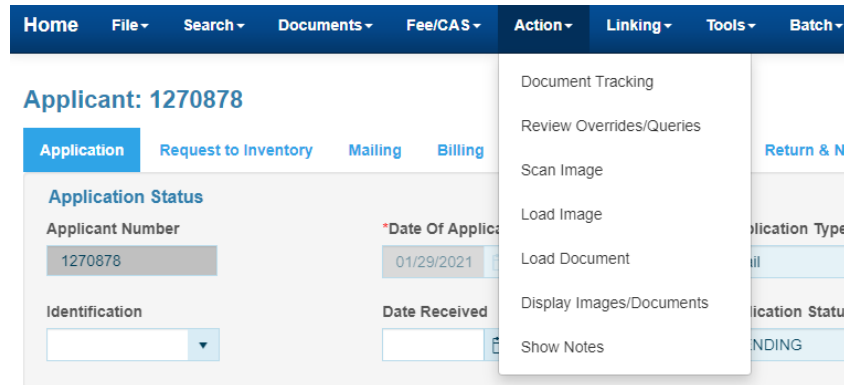 Home File Search Documents Fee/CAS Action Linking Tools Batch
Document Tracking
Review Overrides/Queries
Scan Image
Load Image
Load Document
Display Images/Documents
Show Notes
Applicant: 1270878
Application Request to Inventory Mailing Billing Return & N
Application Status
Applicant Number *Date Of Applica plication Type
1270878 01/29/2021 ail
Identification Date Received lication Statu
NDING